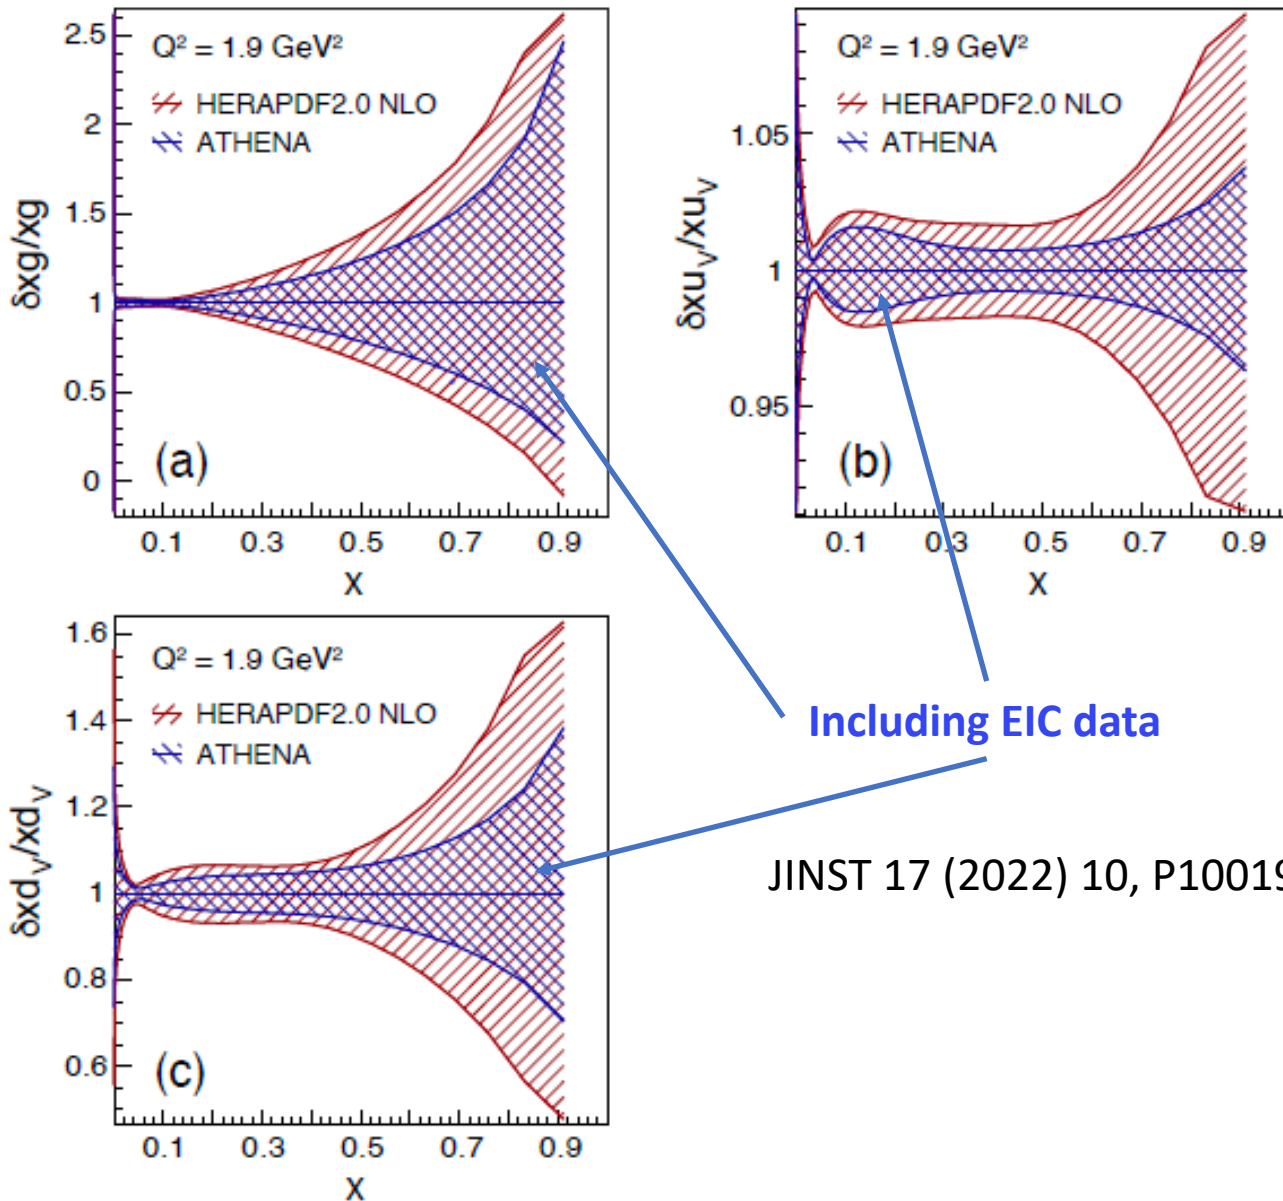 2.5
2
1.5
1
0.5
0
δxg/xg
Q² = 1.9 GeV²
HERAPDF2.0 NLO
ATHENA
(a)
0.1 0.3 0.5 0.7 0.9
X
1.05
1
0.95
δxu_V/xu_V
Q² = 1.9 GeV²
HERAPDF2.0 NLO
ATHENA
(b)
0.1 0.3 0.5 0.7 0.9
X
1.6
1.4
1.2
1
0.8
0.6
δxd_V/xd_V
Q² = 1.9 GeV²
HERAPDF2.0 NLO
ATHENA
(c)
0.1 0.3 0.5 0.7 0.9
X
Including EIC data
JINST 17 (2022) 10, P10019